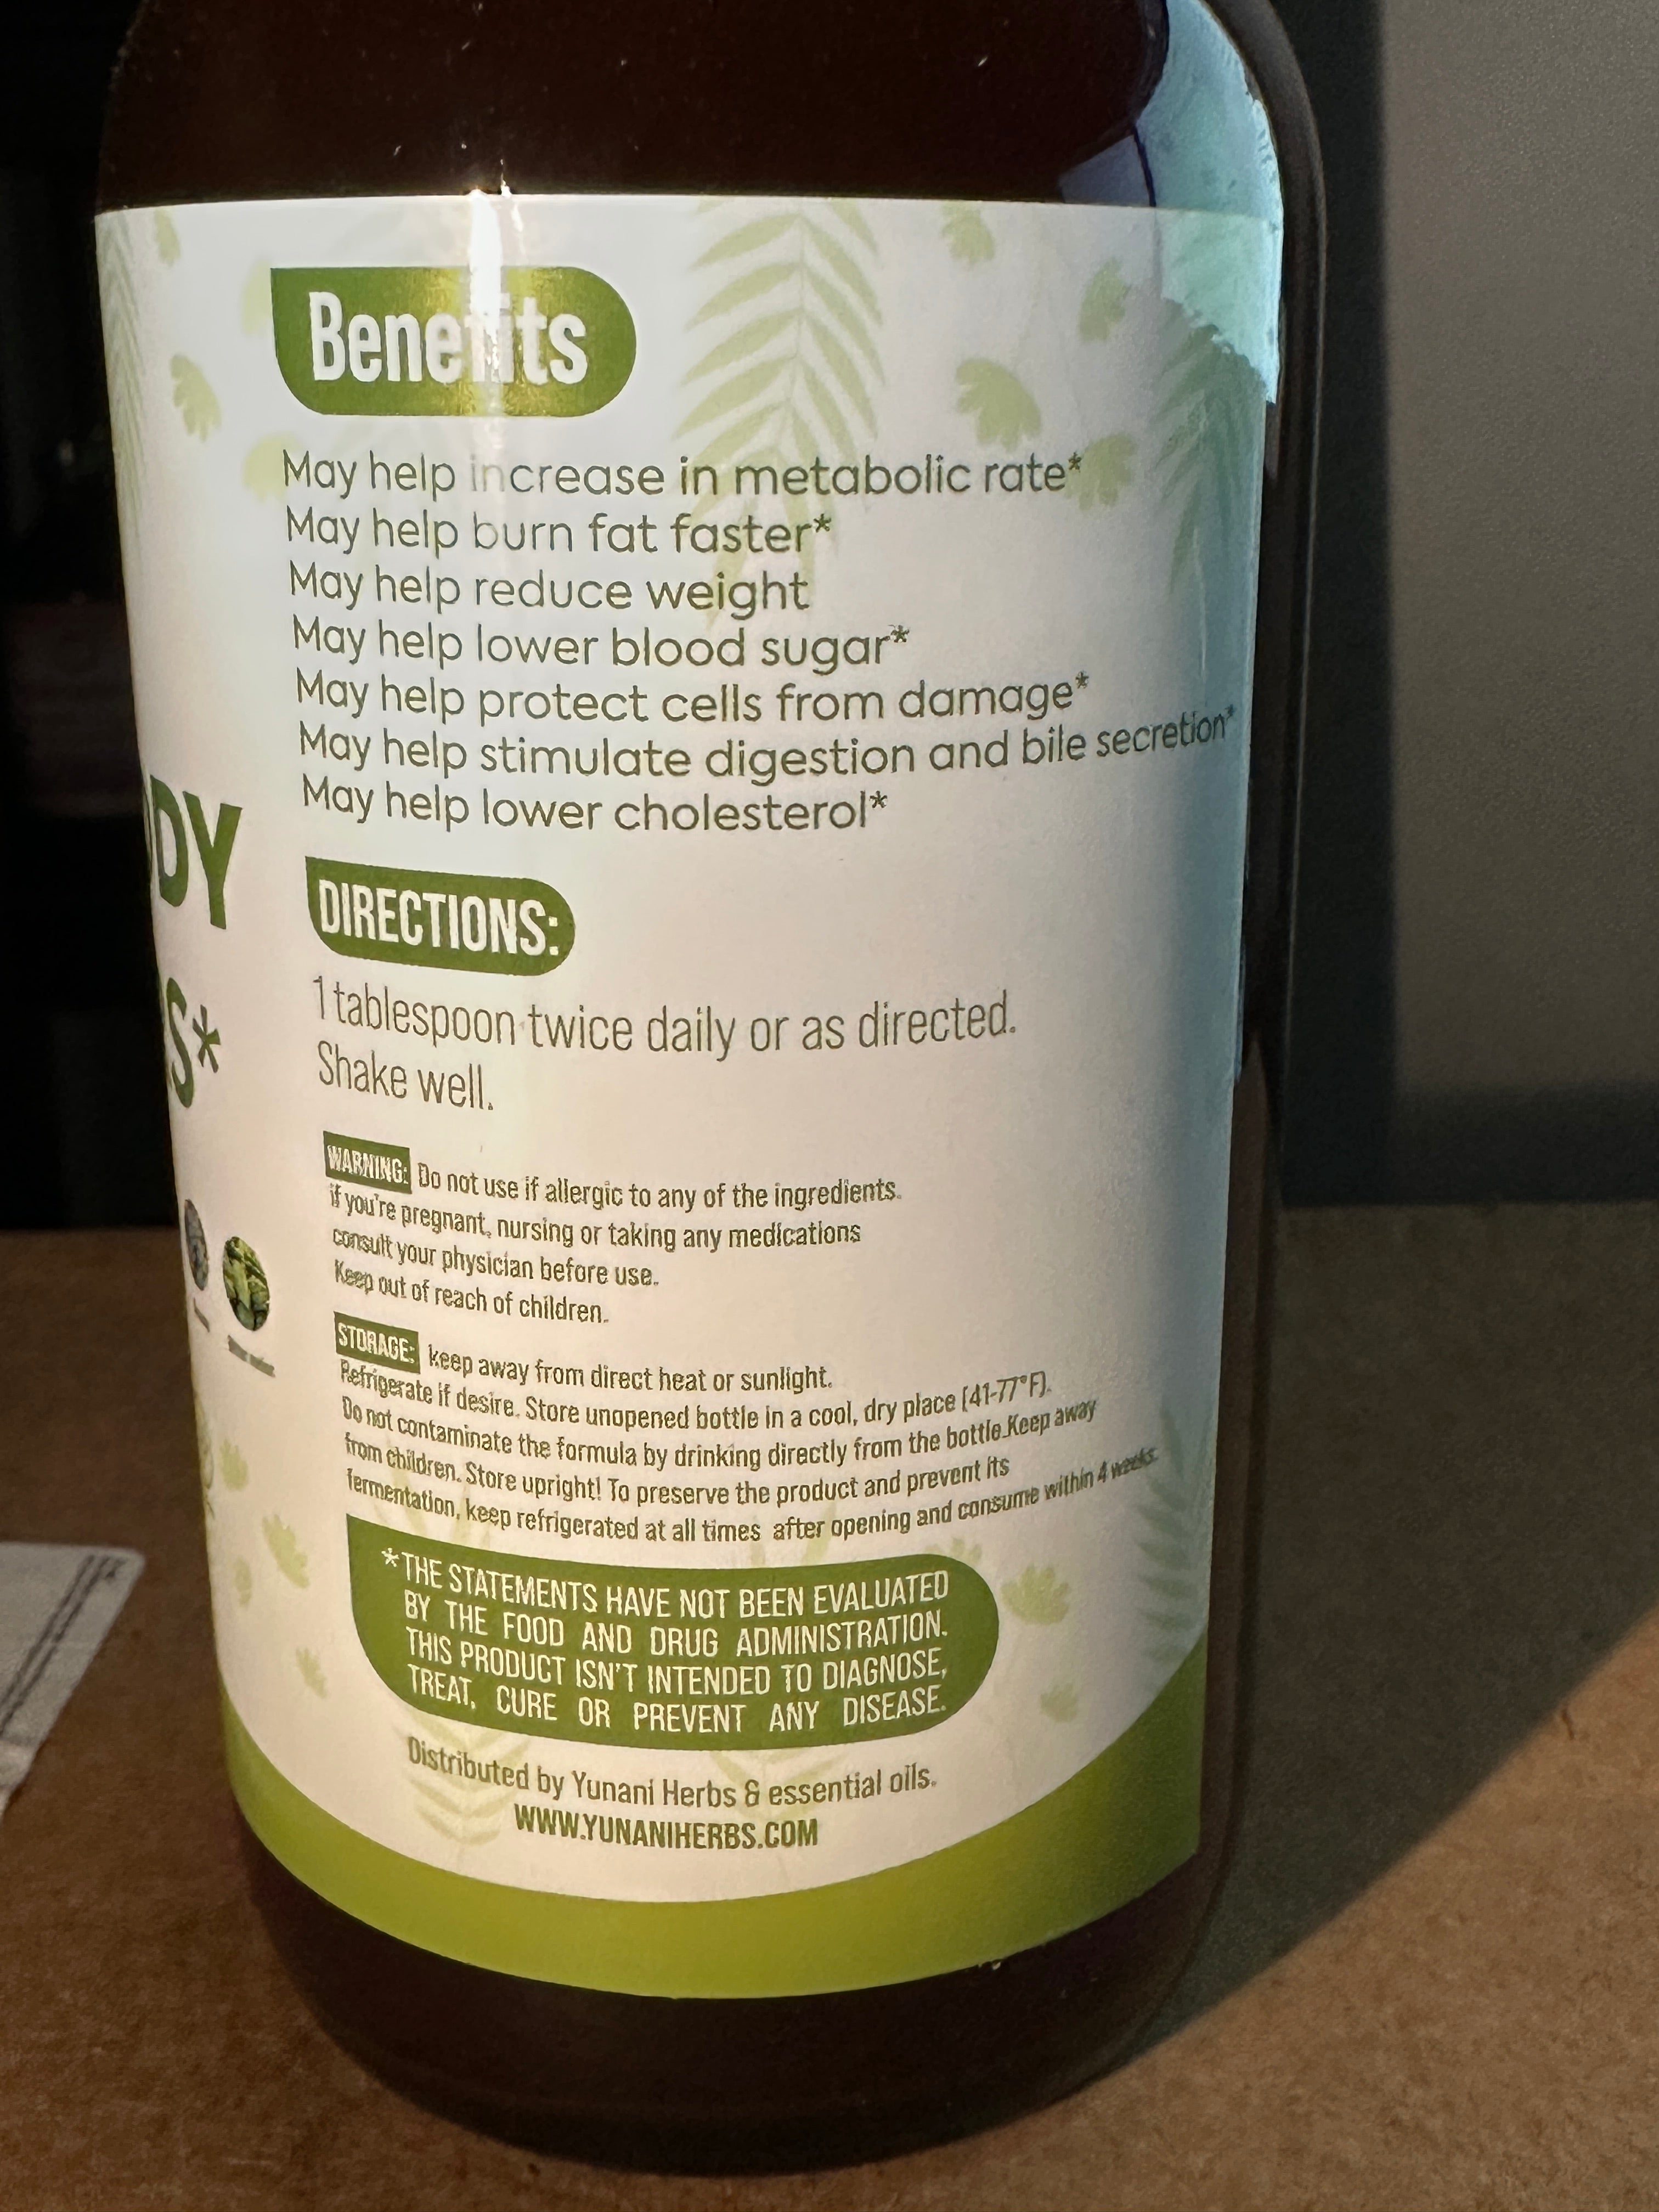 Benefits
May help increase in metabolic rate*
May help burn fat faster*
May help reduce weight
May help lower blood sugar*
May help protect cells from damage*
May help stimulate digestion and bile secretion*
May help lower cholesterol*
DY
S*
DIRECTIONS:
1 tablespoon twice daily or as directed.
Shake well.
WARNING: Do not use if allergic to any of the ingredients.
if you're pregnant, nursing or taking any medications
consult your physician before use.
Keep out of reach of children.
STORAGE: keep away from direct heat or sunlight.
Refrigerate if desire. Store unopened bottle in a cool, dry place (41-77°F).
Do not contaminate the formula by drinking directly from the bottle.Keep away
from children. Store upright! To preserve the product and prevent its
fermentation, keep refrigerated at all times after opening and consume within 4 weeks.
*THE STATEMENTS HAVE NOT BEEN EVALUATED
BY THE FOOD AND DRUG ADMINISTRATION.
THIS PRODUCT ISN'T INTENDED TO DIAGNOSE,
TREAT, CURE OR PREVENT ANY DISEASE.
Distributed by Yunani Herbs & essential oils.
WWW.YUNANIHERBS.COM